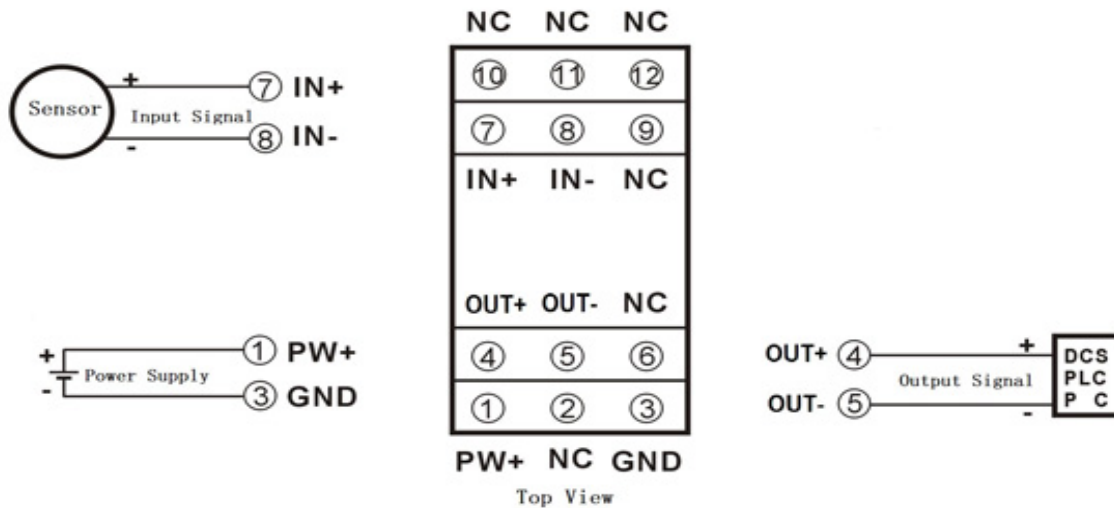 NC NC NC
10 11 12
7 8 9
IN+ IN- NC
OUT+ OUT- NC
4 5 6
1 2 3
PW+ NC GND
Top View
Sensor
+
7 IN+
Input Signal
-
8 IN-
+
1 PW+
Power Supply
-
3 GND
OUT+ 4
+
Output Signal
OUT- 5
-
DCS
PLC
P C